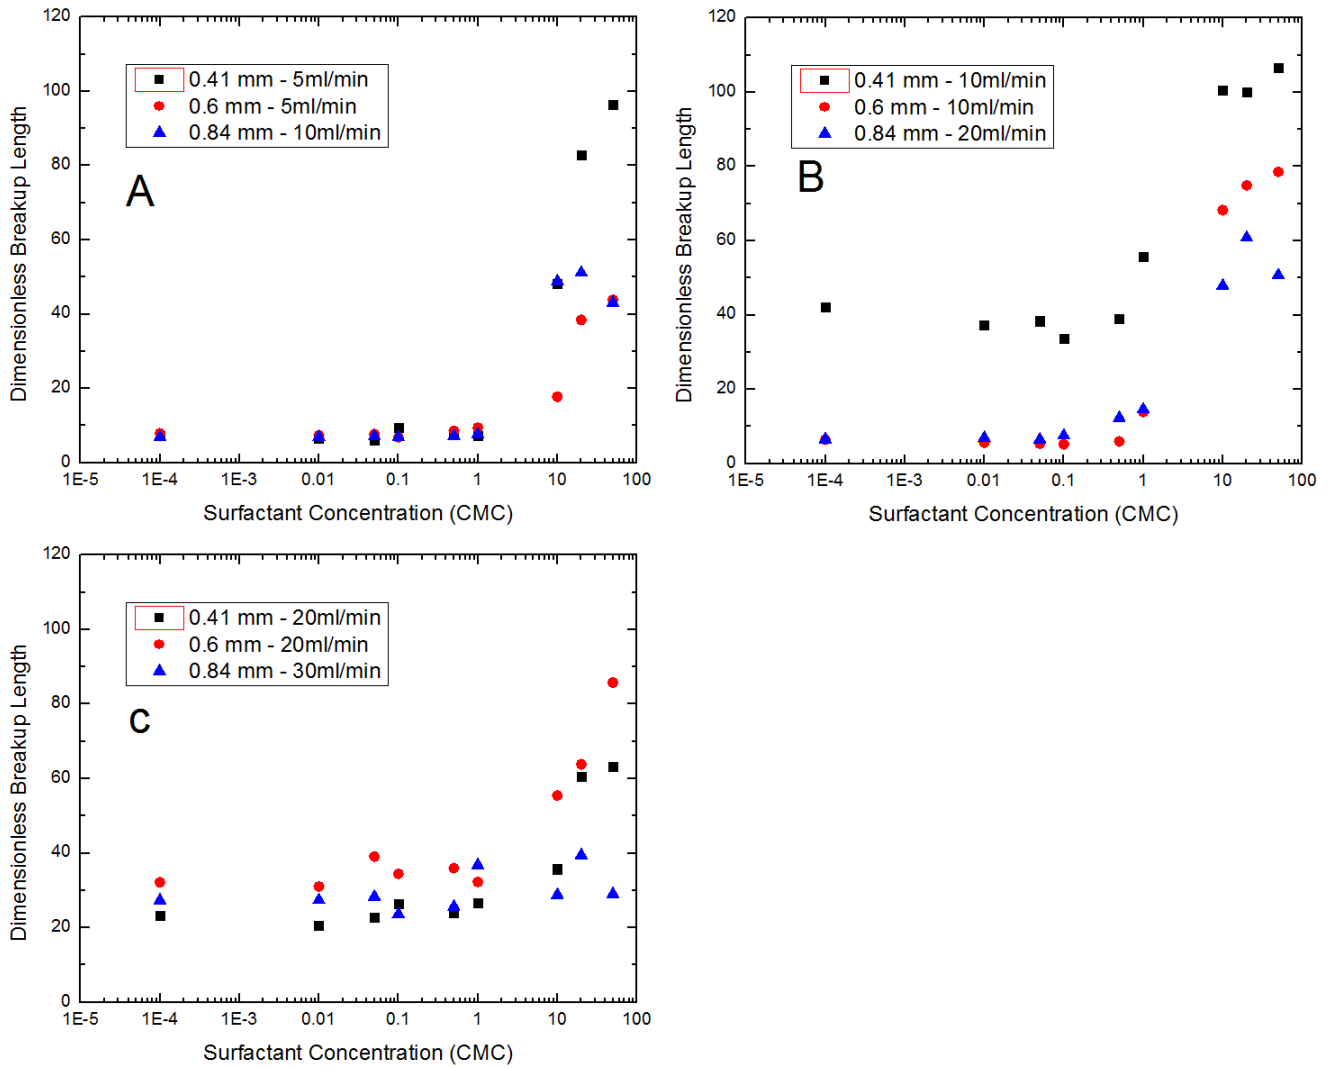 120
100
80
60
40
20
0
Dimensionless Breakup Length
0.41 mm - 5ml/min
0.6 mm - 5ml/min
0.84 mm - 10ml/min
A
1E-5 1E-4 1E-3 0.01 0.1 1 10 100
Surfactant Concentration (CMC)
120
100
80
60
40
20
0
Dimensionless Breakup Length
0.41 mm - 10ml/min
0.6 mm - 10ml/min
0.84 mm - 20ml/min
B
1E-5 1E-4 1E-3 0.01 0.1 1 10 100
Surfactant Concentration (CMC)
120
100
80
60
40
20
0
Dimensionless Breakup Length
0.41 mm - 20ml/min
0.6 mm - 20ml/min
0.84 mm - 30ml/min
c
1E-5 1E-4 1E-3 0.01 0.1 1 10 100
Surfactant Concentration (CMC)